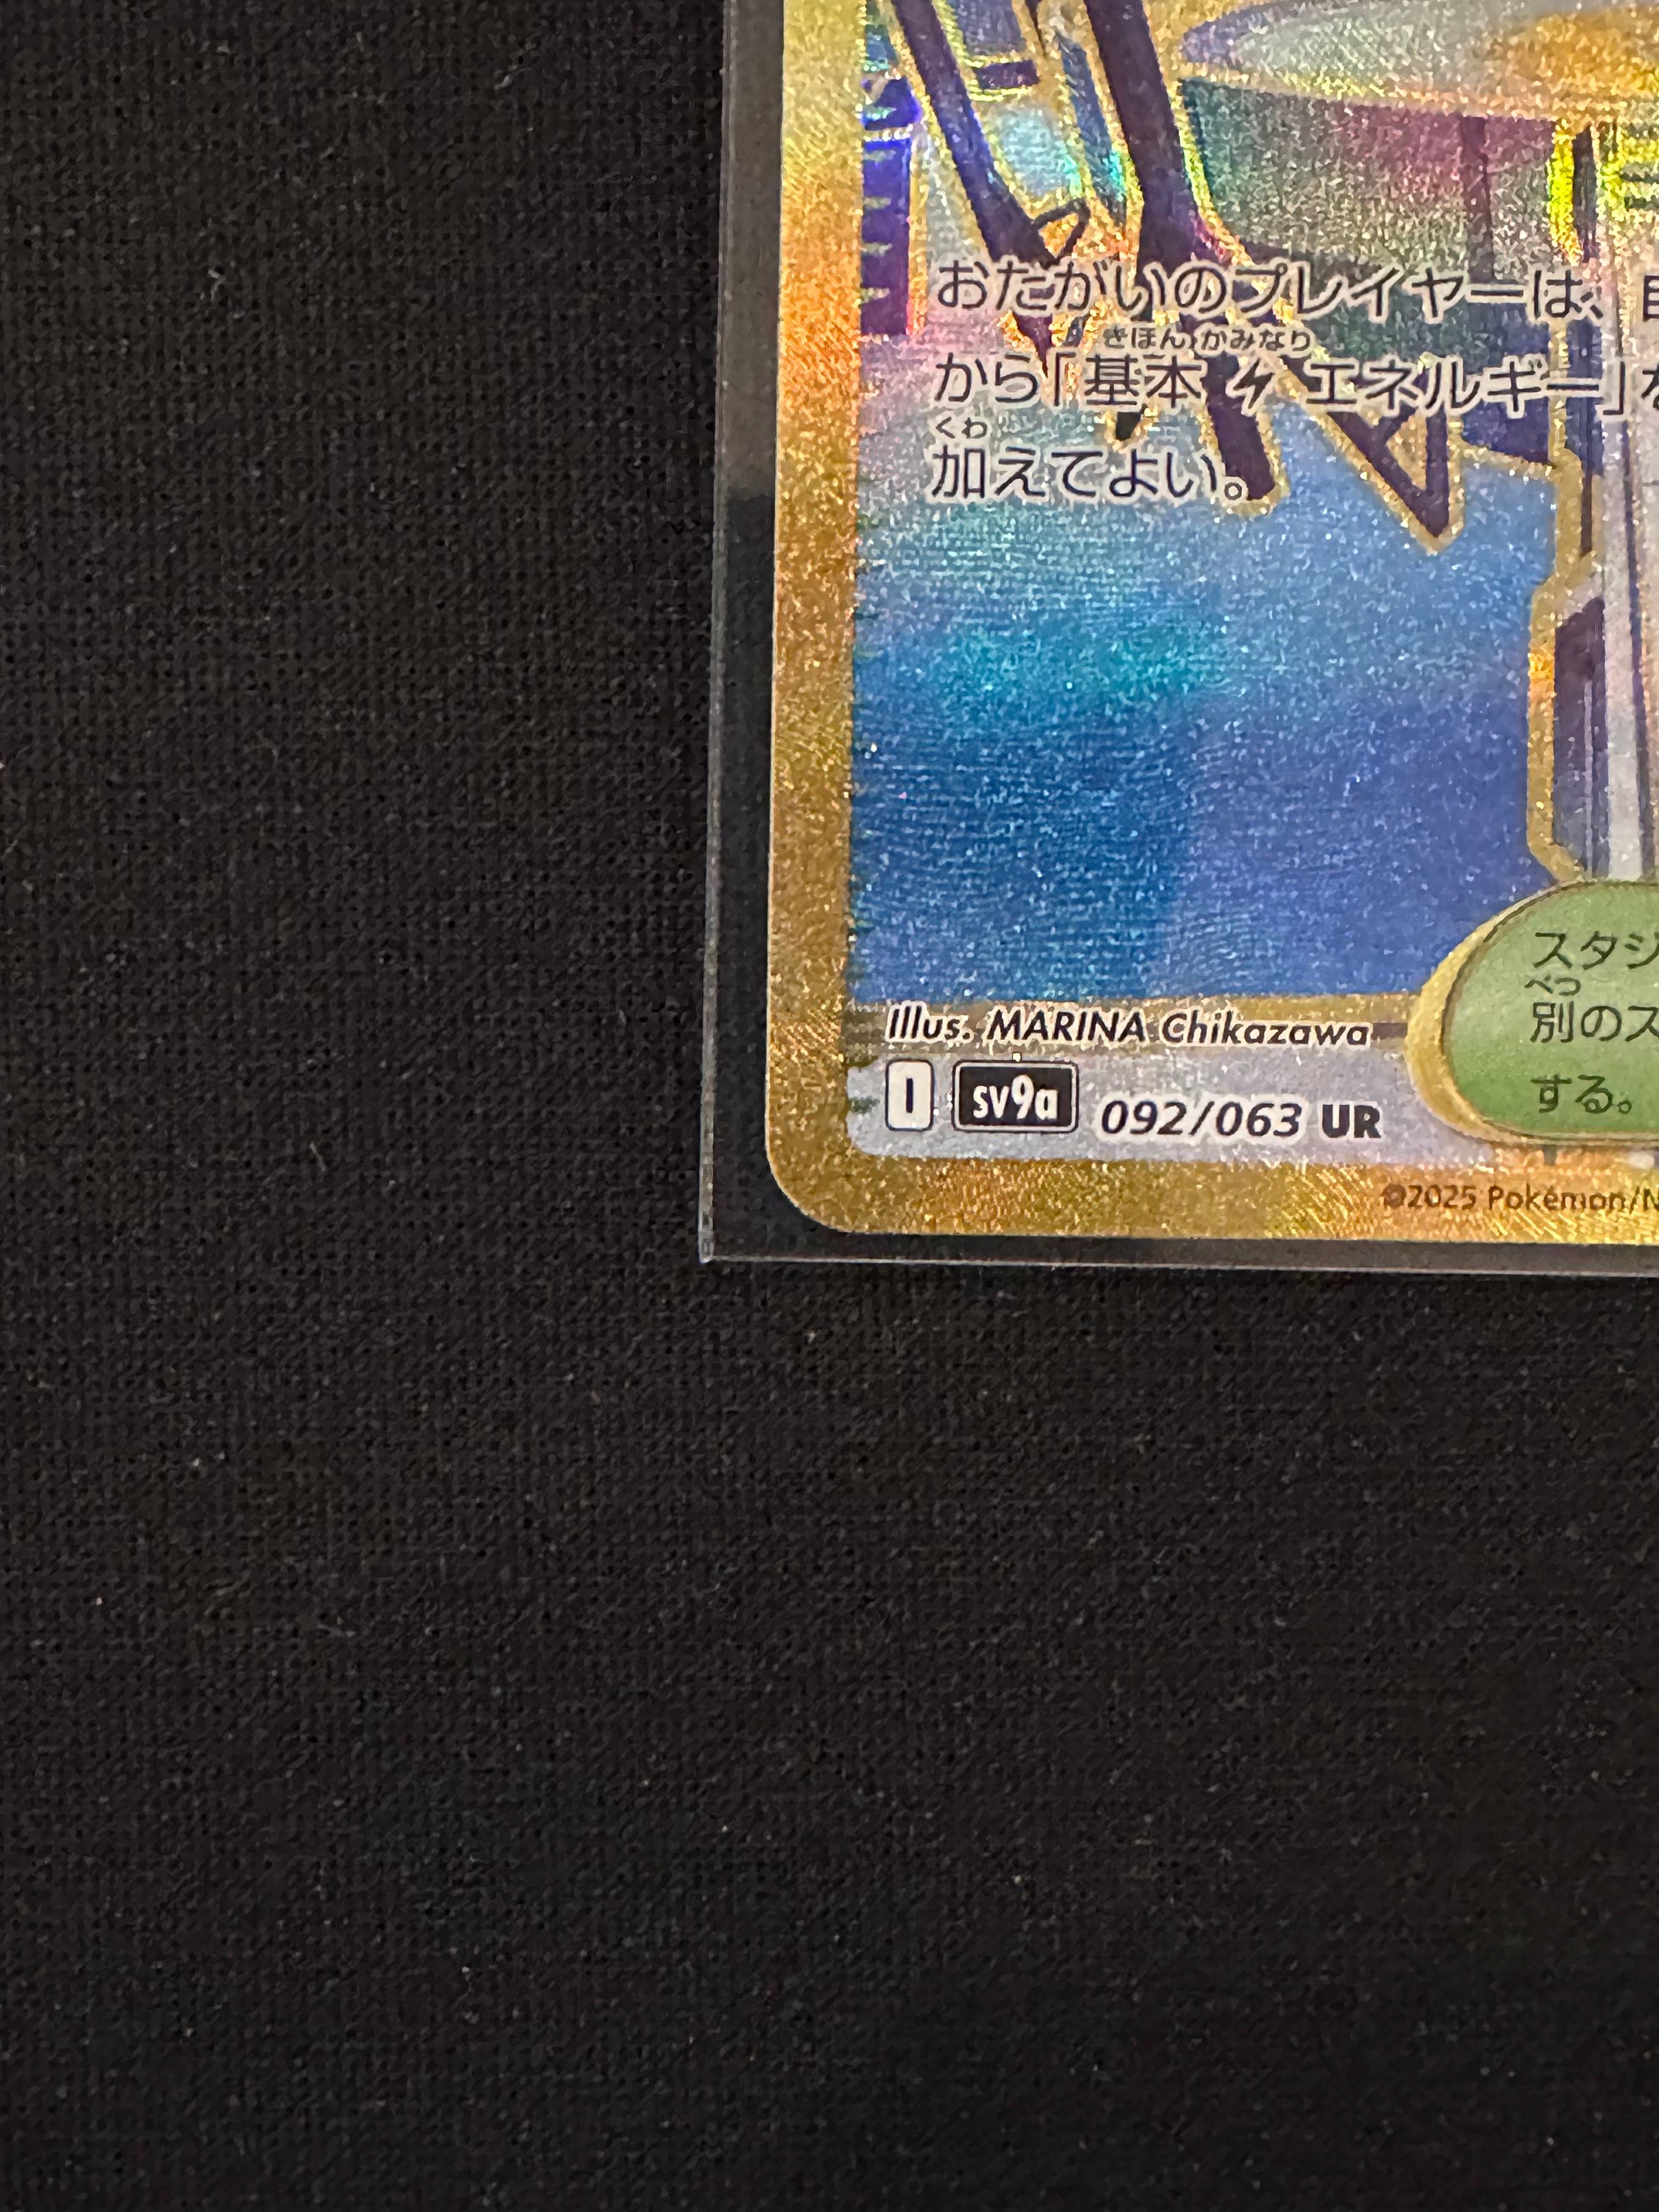 おたがいのプレイヤーは、
きほん かみなり
から「基本 エネルギー」
くわ
加えてよい。
スタジ
べつ
別のス
する。
Illus. MARINA Chikazawa
I sv9a 092/063 UR
©2025 Pokémon/N